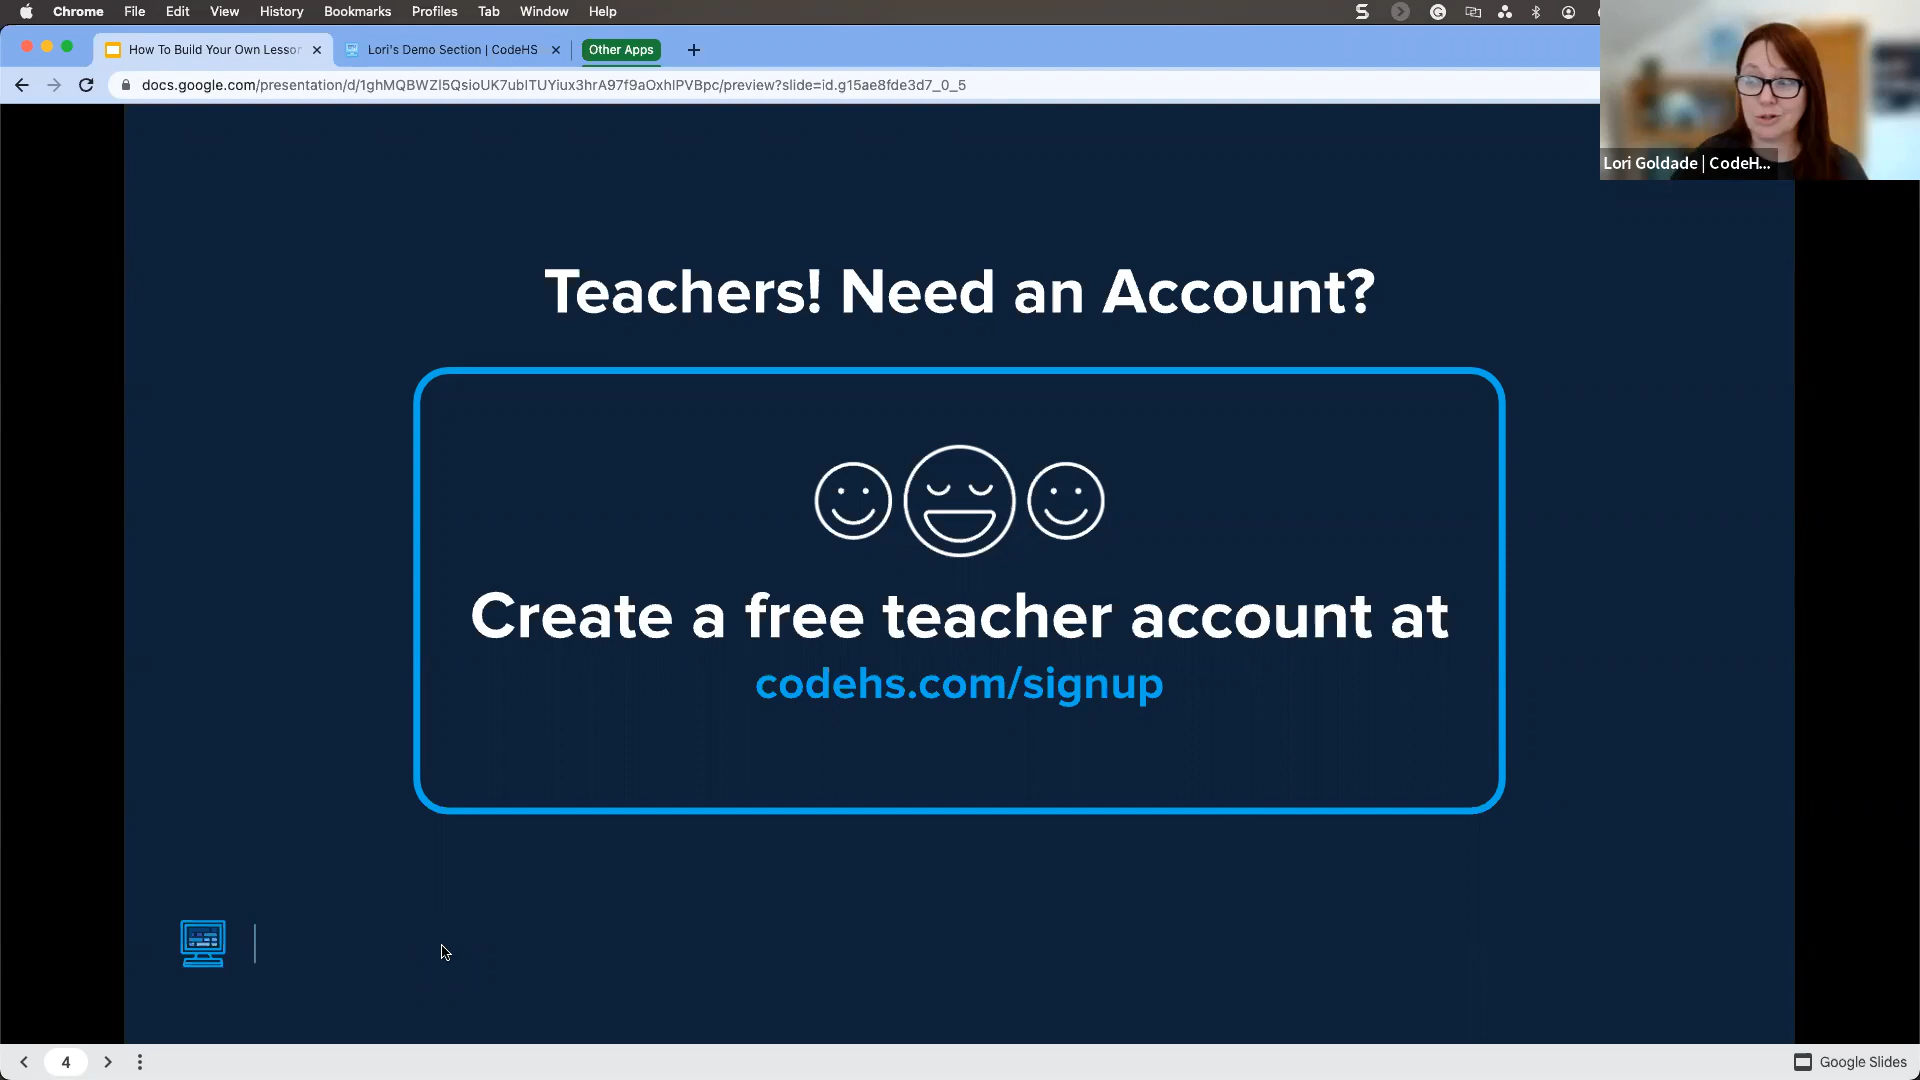 Chrome File Edit View History Bookmarks Profiles Tab Window Help
How To Build Your Own Lesson
Lori's Demo Section | CodeHS
Other Apps
docs.google.com/presentation/d/1ghMQBWZl5QsioUK7ubITUYiux3hrA97f9aOxhlPVBpc/preview?slide=id.g15ae8fde3d7_0_5
Lori Goldade | CodeH...
Teachers! Need an Account?
Create a free teacher account at
codehs.com/signup
4
Google Slides